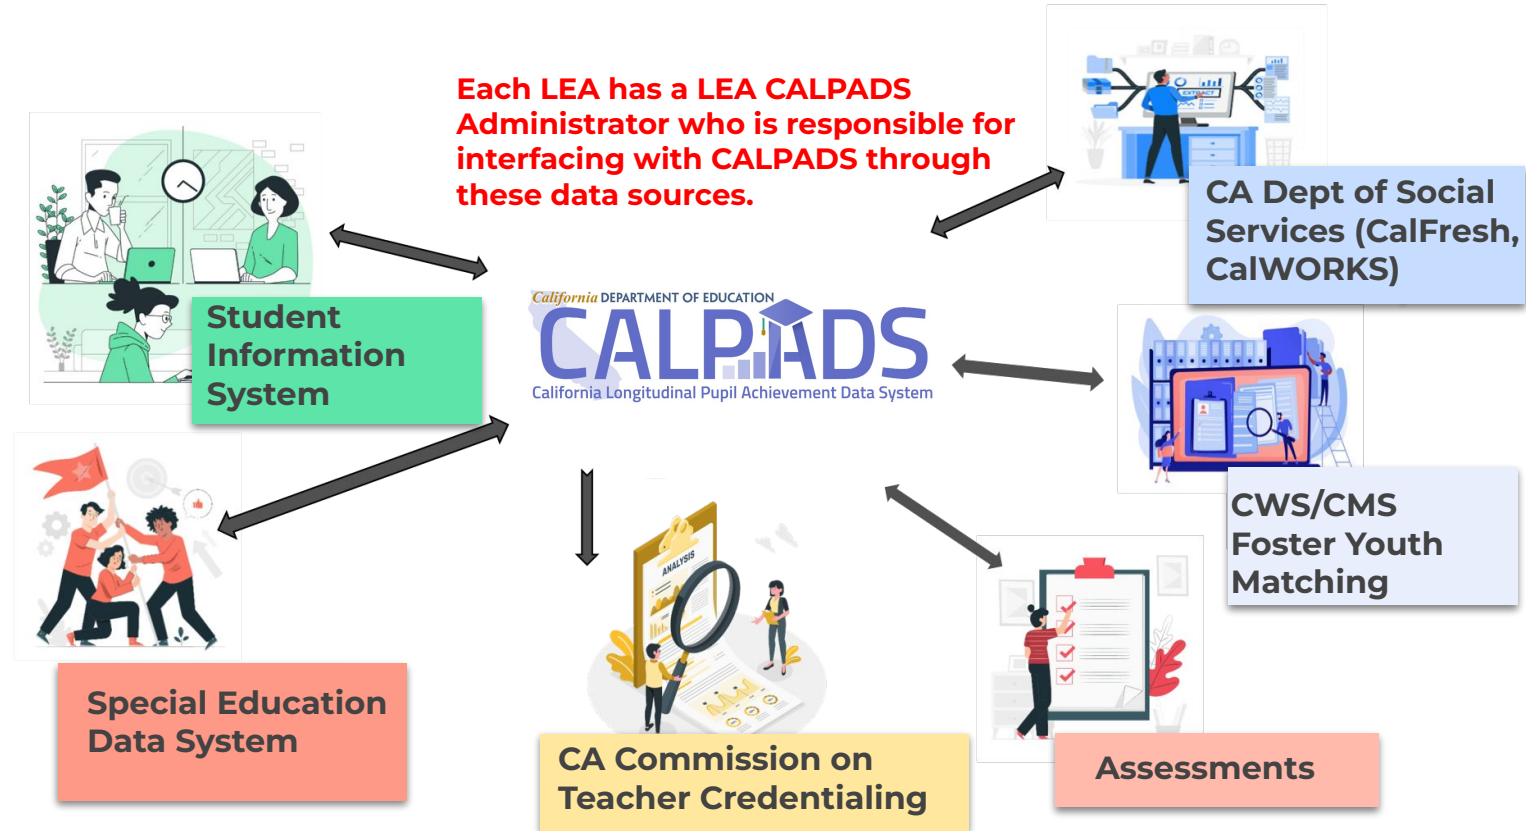 Each LEA has a LEA CALPADS
Administrator who is responsible for
interfacing with CALPADS through
these data sources.
EXTRACT
CA Dept of Social
Services (CalFresh,
CalWORKS)
Student
Information
System
California DEPARTMENT OF EDUCATION
CALPADS
California Longitudinal Pupil Achievement Data System
CWS/CMS
Foster Youth
Matching
ANALYSIS
Special Education
Data System
CA Commission on
Teacher Credentialing
Assessments